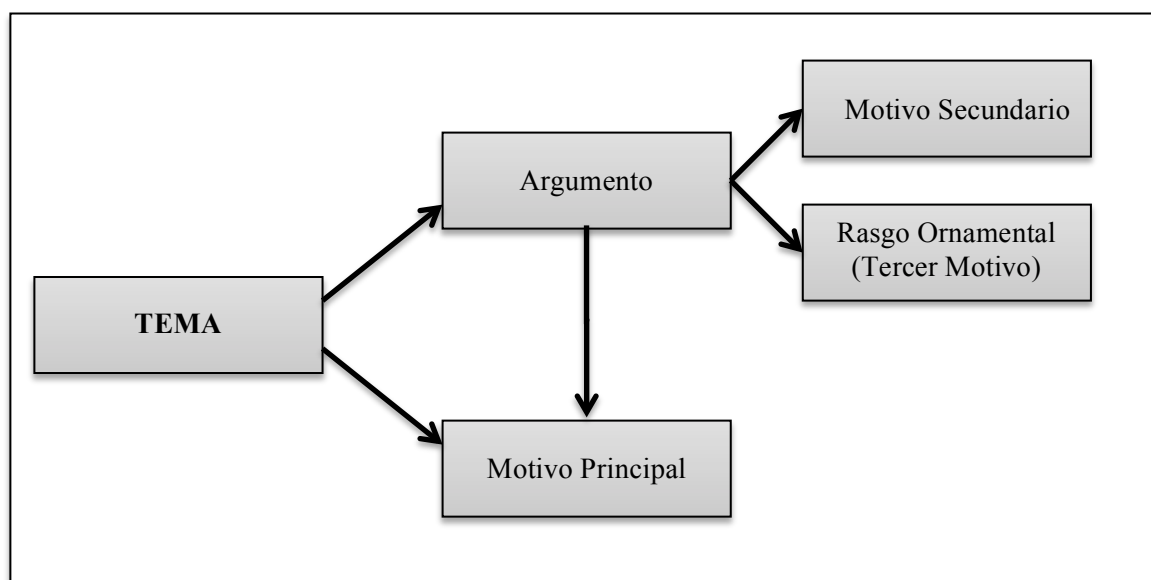 Motivo Secundario
Argumento
Rasgo Ornamental
(Tercer Motivo)
TEMA
Motivo Principal